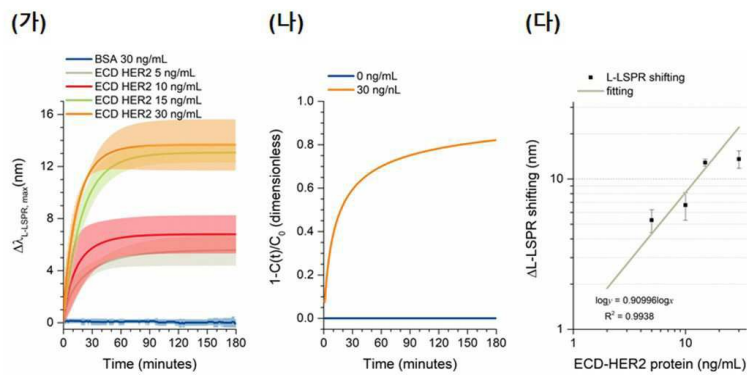 (가)
BSA 30 ng/mL
ECD HER2 5 ng/mL
ECD HER2 10 ng/mL
ECD HER2 15 ng/mL
ECD HER2 30 ng/mL
16
12
8
4
0
ΔλL-LSPR, max(nm)
0 30 60 90 120 150 180
Time (minutes)
(나)
0 ng/mL
30 ng/nL
1.0
0.8
0.6
0.4
0.2
0.0
1-C(t)/C0 (dimensionless)
0 30 60 90 120 150 180
Time (minutes)
(다)
L-LSPR shifting
fitting
10
1
ΔL-LSPR shifting (nm)
logy = 0.90996logx
R² = 0.9938
1 10
ECD-HER2 protein (ng/mL)